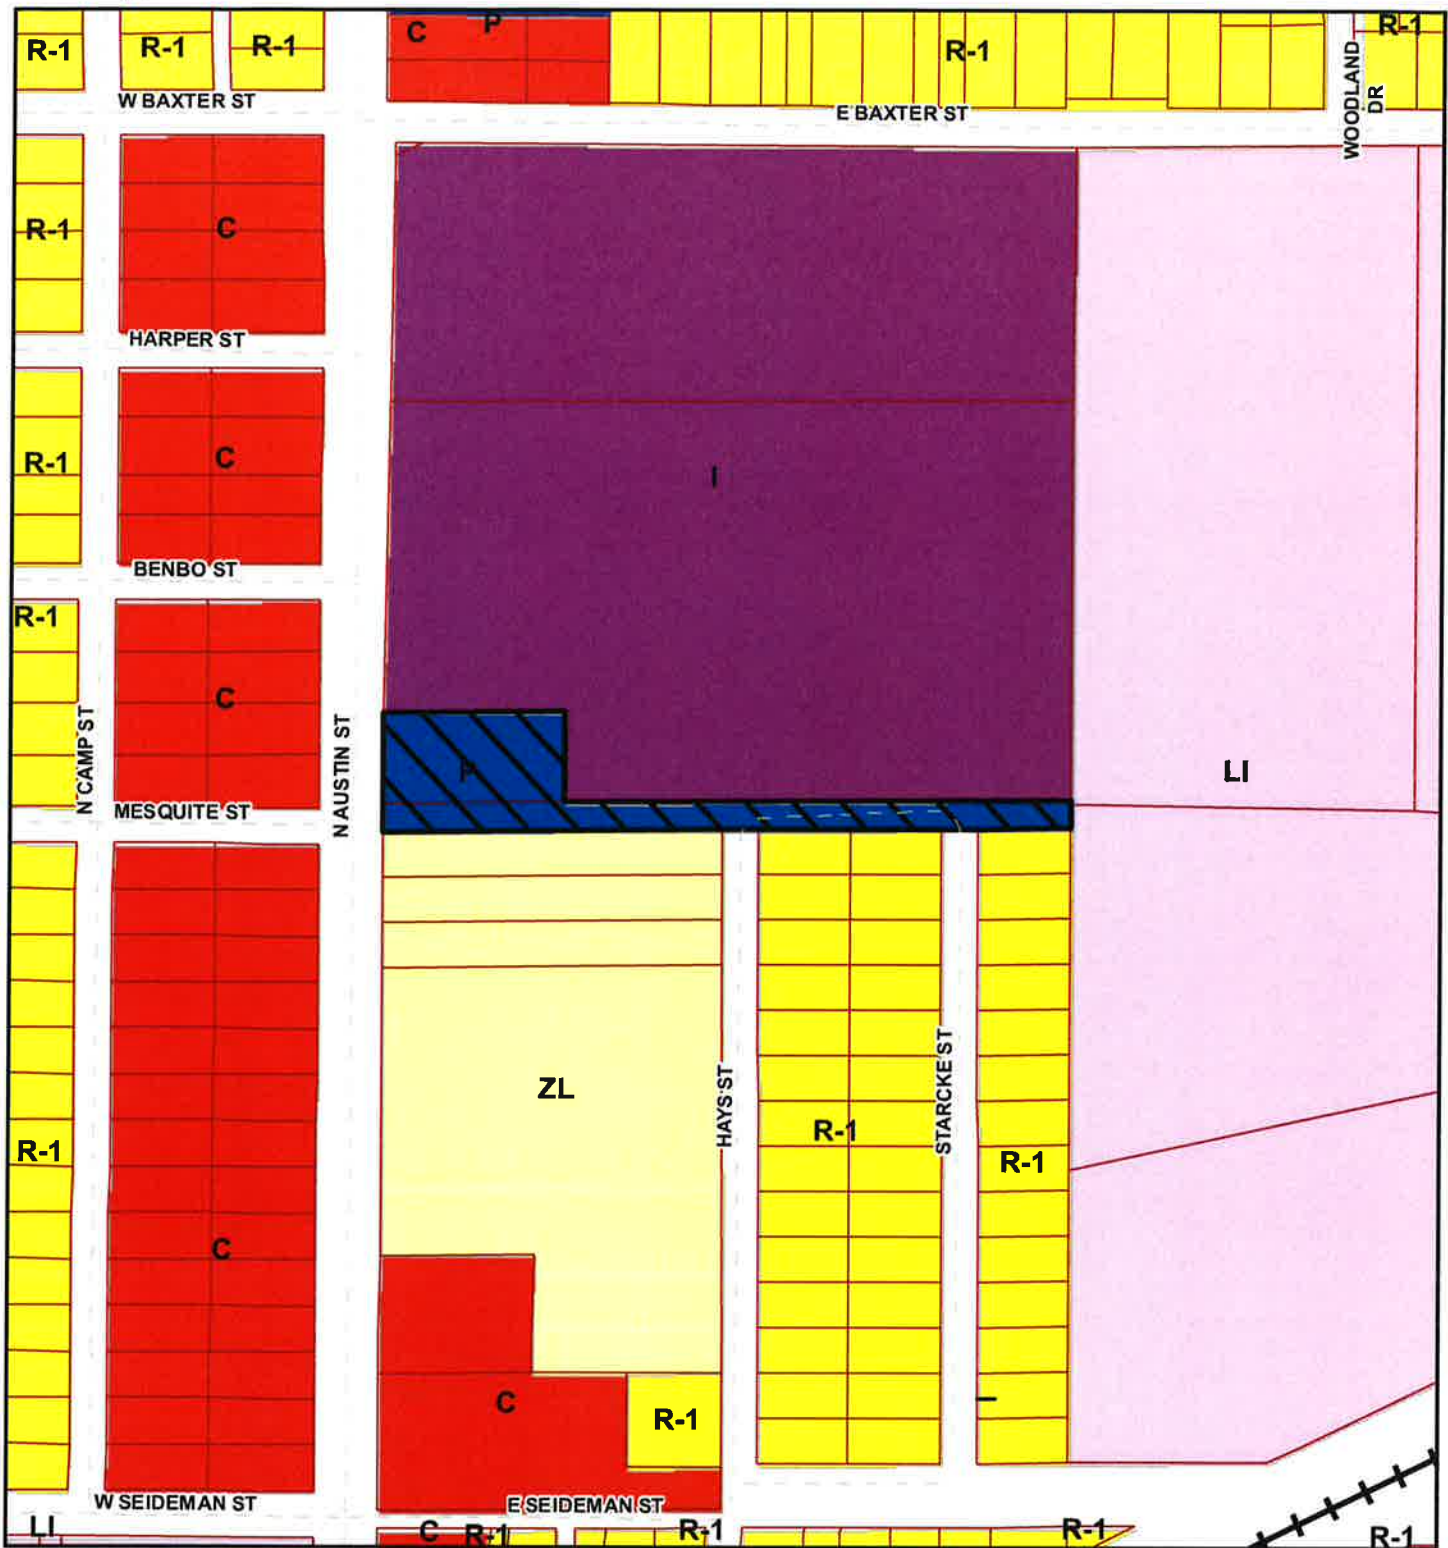 C
P
R-1
R-1
R-1
R-1
R-1
W BAXTER ST
E BAXTER ST
WOODLAND
DR
R-1
C
HARPER ST
R-1
C
I
BENBO ST
R-1
C
N CAMP ST
N AUSTIN ST
P
LI
MESQUITE ST
ZL
HAYS ST
STARCKE ST
R-1
R-1
R-1
C
C
R-1
W SEIDEMAN ST
E SEIDEMAN ST
LI
C
R-1
R-1
R-1
R-1